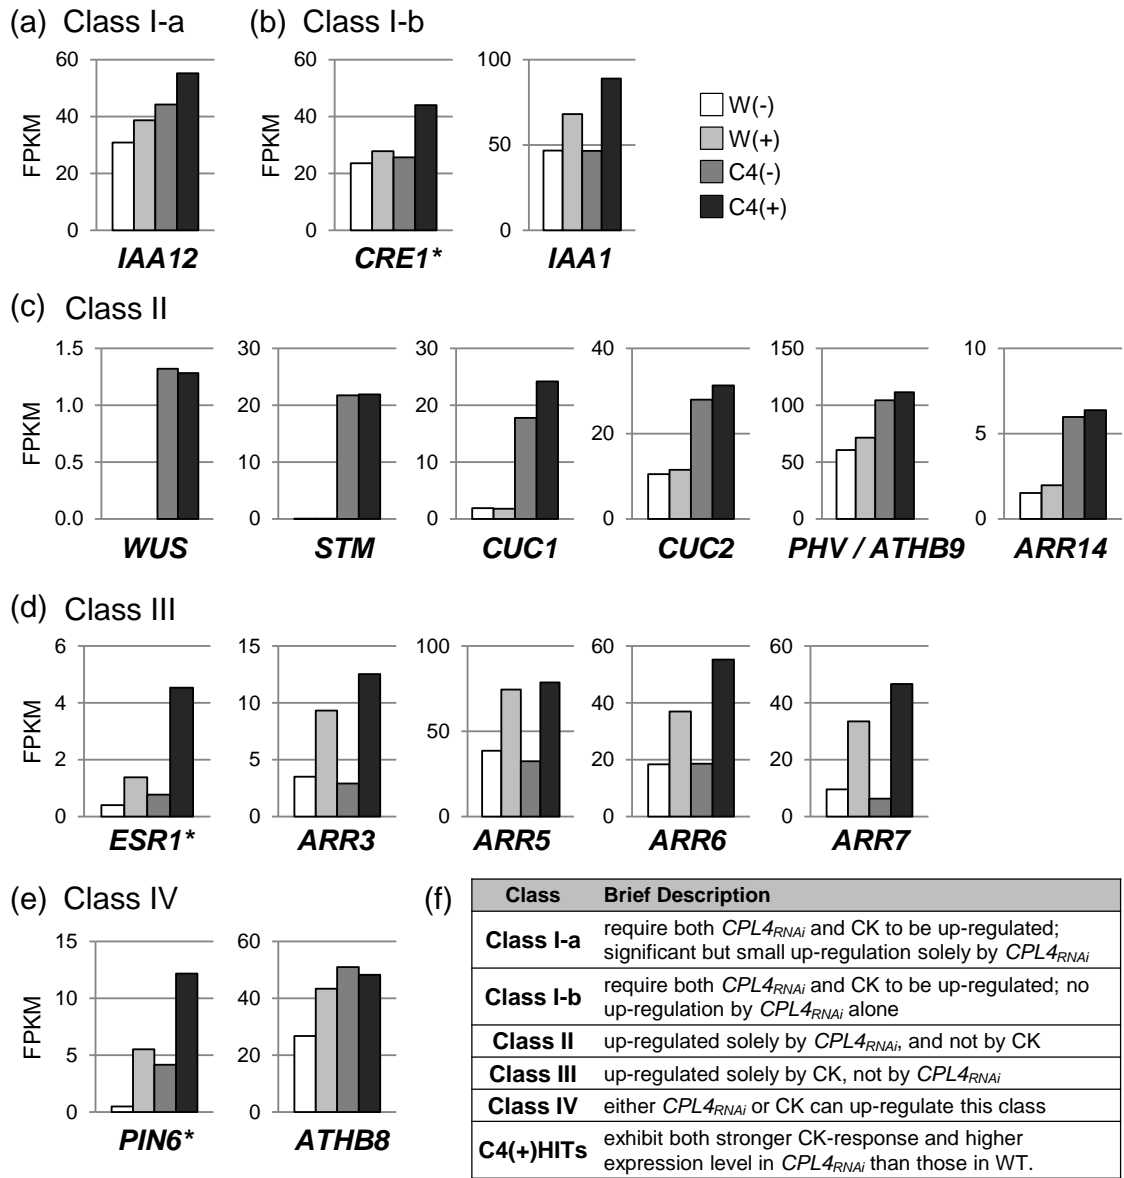 (a) Class I-a
(b) Class I-b
60
40
20
0
FPKM
IAA12
60
40
20
0
CRE1*
100
50
0
IAA1
W(-)
W(+)
C4(-)
C4(+)
(c) Class II
1.5
1.0
0.5
0.0
FPKM
WUS
30
20
10
0
STM
30
20
10
0
CUC1
40
20
0
CUC2
150
100
50
0
PHV / ATHB9
10
5
0
ARR14
(d) Class III
6
4
2
0
FPKM
ESR1*
15
10
5
0
ARR3
100
50
0
ARR5
60
40
20
0
ARR6
60
40
20
0
ARR7
(e) Class IV
15
10
5
0
FPKM
PIN6*
60
40
20
0
ATHB8
(f)
Class Brief Description
Class I-a require both CPL4RNAi and CK to be up-regulated;
significant but small up-regulation solely by CPL4RNAi
Class I-b require both CPL4RNAi and CK to be up-regulated; no
up-regulation by CPL4RNAi alone
Class II up-regulated solely by CPL4RNAi, and not by CK
Class III up-regulated solely by CK, not by CPL4RNAi
Class IV either CPL4RNAi or CK can up-regulate this class
C4(+)HITs exhibit both stronger CK-response and higher
expression level in CPL4RNAi than those in WT.